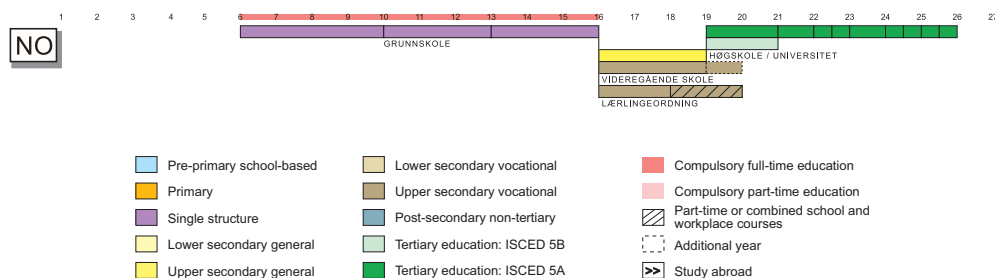 1 2 3 4 5 6 7 8 9 10 11 12 13 14 15 16 17 18 19 20 21 22 23 24 25 26 27
NO
GRUNNSKOLE
HØGSKOLE / UNIVERSITET
VIDEREGÅENDE SKOLE
LÆRLINGEORDNING
Pre-primary school-based
Primary
Single structure
Lower secondary general
Upper secondary general
Lower secondary vocational
Upper secondary vocational
Post-secondary non-tertiary
Tertiary education: ISCED 5B
Tertiary education: ISCED 5A
Compulsory full-time education
Compulsory part-time education
Part-time or combined school and
workplace courses
Additional year
>> Study abroad